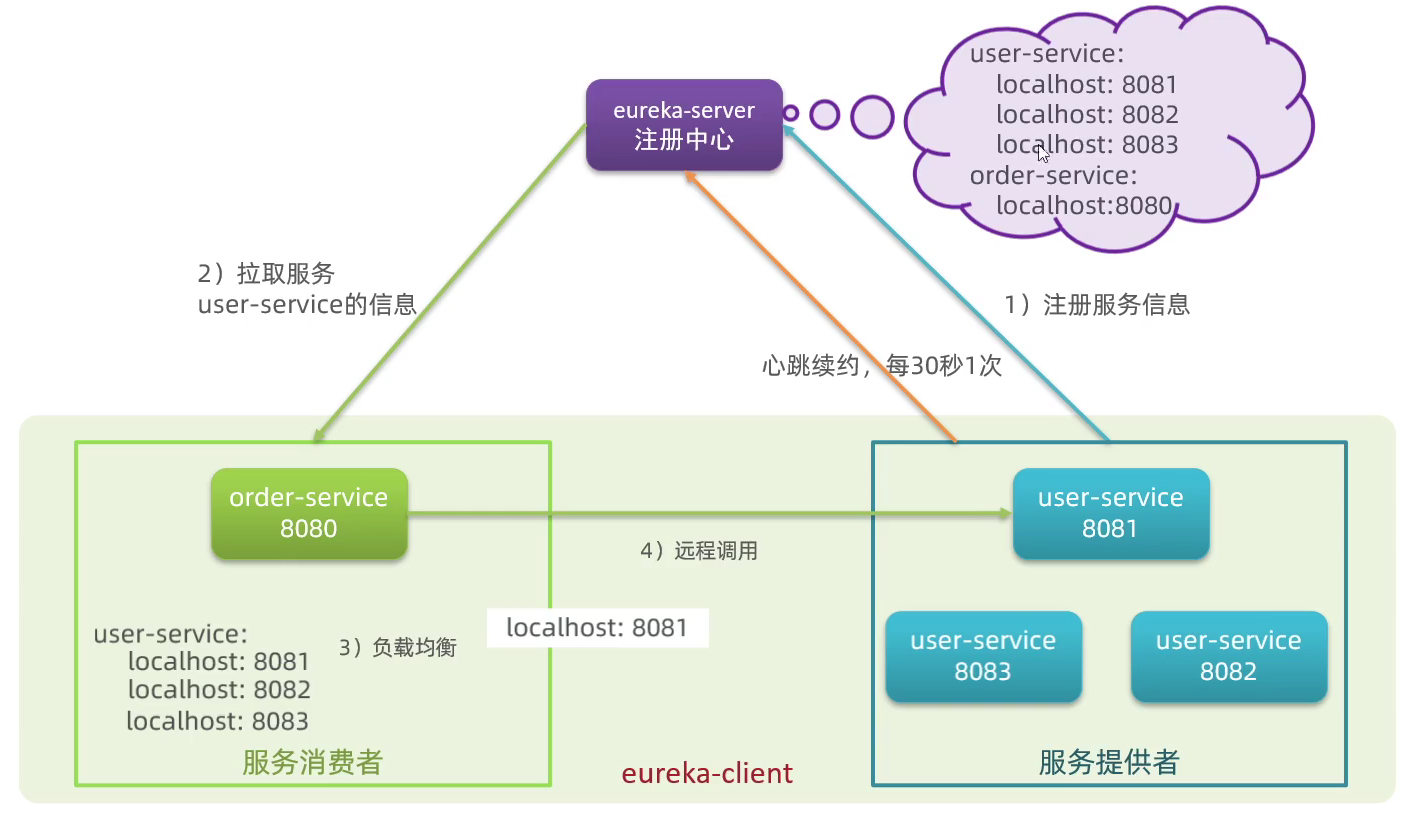 eureka-server
注册中心
user-service:
localhost: 8081
localhost: 8082
localhost: 8083
order-service:
localhost:8080
2）拉取服务
user-service的信息
1）注册服务信息
心跳续约，每30秒1次
order-service
8080
user-service
8081
4）远程调用
user-service:
localhost: 8081
localhost: 8082
localhost: 8083
3）负载均衡
localhost: 8081
user-service
8083
user-service
8082
服务消费者
eureka-client
服务提供者